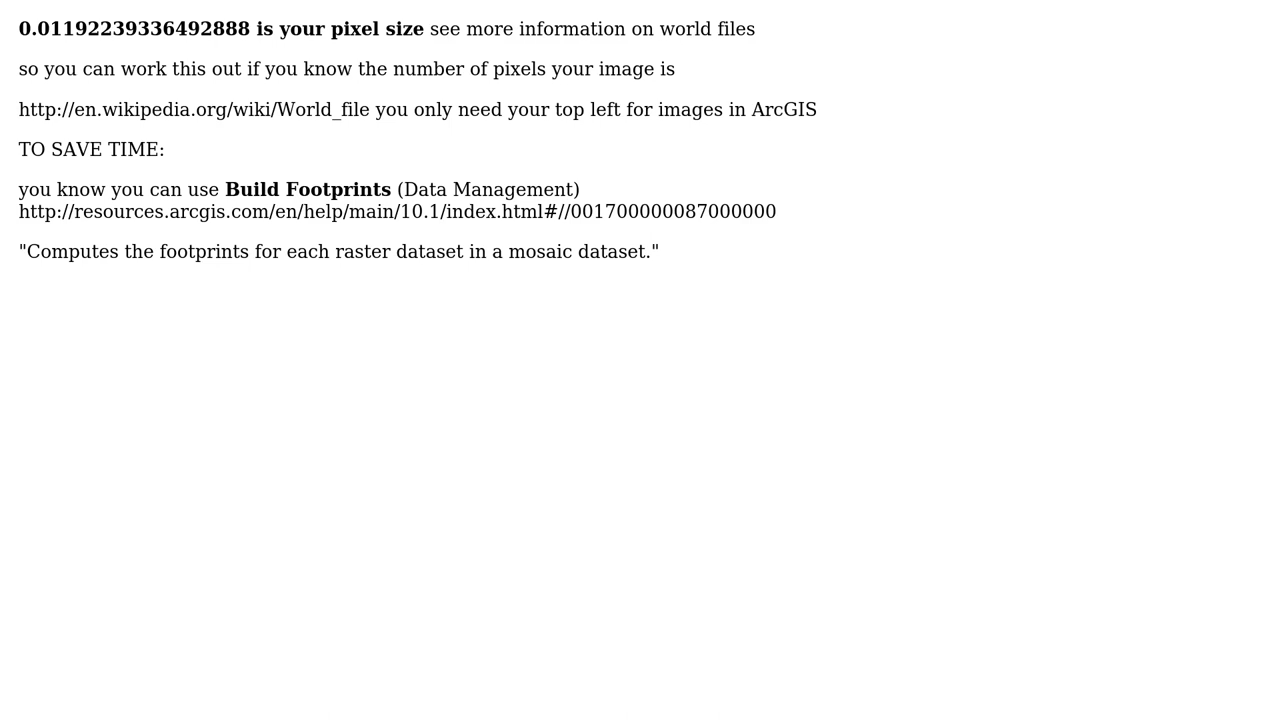 0.01192239336492888 is your pixel size see more information on world files
so you can work this out if you know the number of pixels your image is
http://en.wikipedia.org/wiki/World_file you only need your top left for images in ArcGIS
TO SAVE TIME:
you know you can use Build Footprints (Data Management)
http://resources.arcgis.com/en/help/main/10.1/index.html#//001700000087000000
"Computes the footprints for each raster dataset in a mosaic dataset."